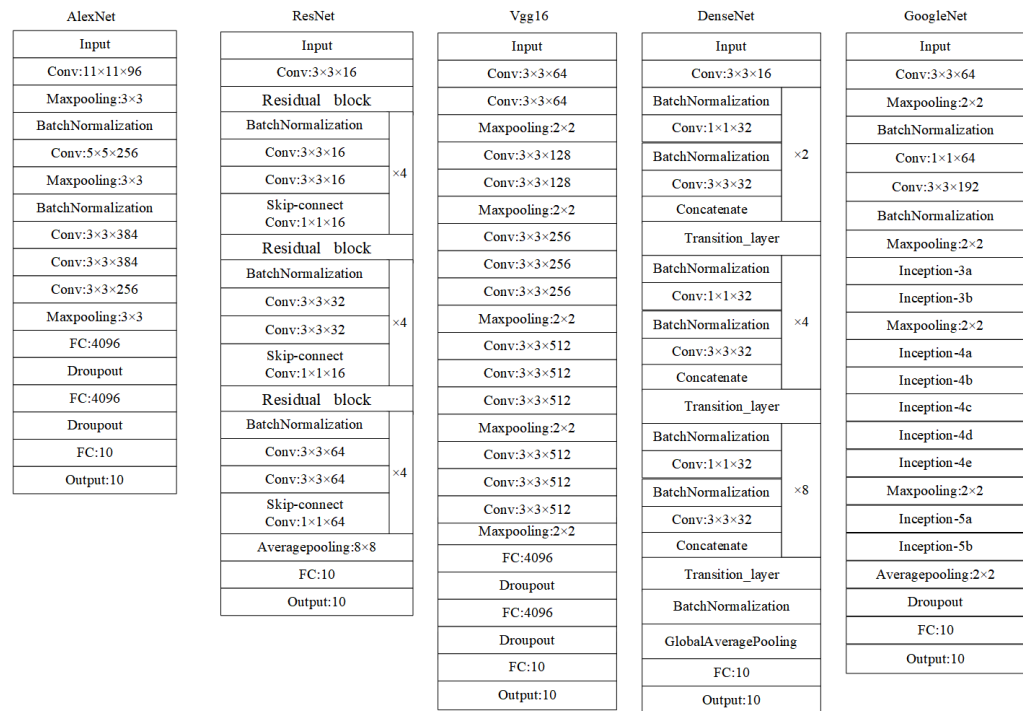 AlexNet
Input
Conv:11×11×96
Maxpooling:3×3
BatchNormalization
Conv:5×5×256
Maxpooling:3×3
BatchNormalization
Conv:3×3×384
Conv:3×3×384
Conv:3×3×256
Maxpooling:3×3
FC:4096
Droupout
FC:4096
Dropout
FC:10
Output:10
ResNet
Input
Conv:3×3×16
Residual block
BatchNormalization
Conv:3×3×16
Conv:3×3×16
Skip-connect
Conv:1×1×16
×4
Residual block
BatchNormalization
Conv:3×3×32
Conv:3×3×32
Skip-connect
Conv:1×1×16
×4
Residual block
BatchNormalization
Conv:3×3×64
Conv:3×3×64
Skip-connect
Conv:1×1×64
×4
Averagepooling:8×8
FC:10
Output:10
Vgg16
Input
Conv:3×3×64
Conv:3×3×64
Maxpooling:2×2
Conv:3×3×128
Conv:3×3×128
Maxpooling:2×2
Conv:3×3×256
Conv:3×3×256
Conv:3×3×256
Maxpooling:2×2
Conv:3×3×512
Conv:3×3×512
Conv:3×3×512
Maxpooling:2×2
Conv:3×3×512
Conv:3×3×512
Conv:3×3×512
Maxpooling:2×2
FC:4096
Droupout
FC:4096
Droupout
FC:10
Output:10
DenseNet
Input
Conv:3×3×16
BatchNormalization
Conv:1×1×32
BatchNormalization
Conv:3×3×32
Concatenate
×2
Transition_layer
BatchNormalization
Conv:1×1×32
BatchNormalization
Conv:3×3×32
Concatenate
×4
Transition_layer
BatchNormalization
Conv:1×1×32
BatchNormalization
Conv:3×3×32
Concatenate
×8
Transition_layer
BatchNormalization
GlobalAveragePooling
FC:10
Output:10
GoogleNet
Input
Conv:3×3×64
Maxpooling:2×2
BatchNormalization
Conv:1×1×64
Conv:3×3×192
BatchNormalization
Maxpooling:2×2
Inception-3a
Inception-3b
Maxpooling:2×2
Inception-4a
Inception-4b
Inception-4c
Inception-4d
Inception-4e
Maxpooling:2×2
Inception-5a
Inception-5b
Averagepooling:2×2
Droupout
FC:10
Output:10